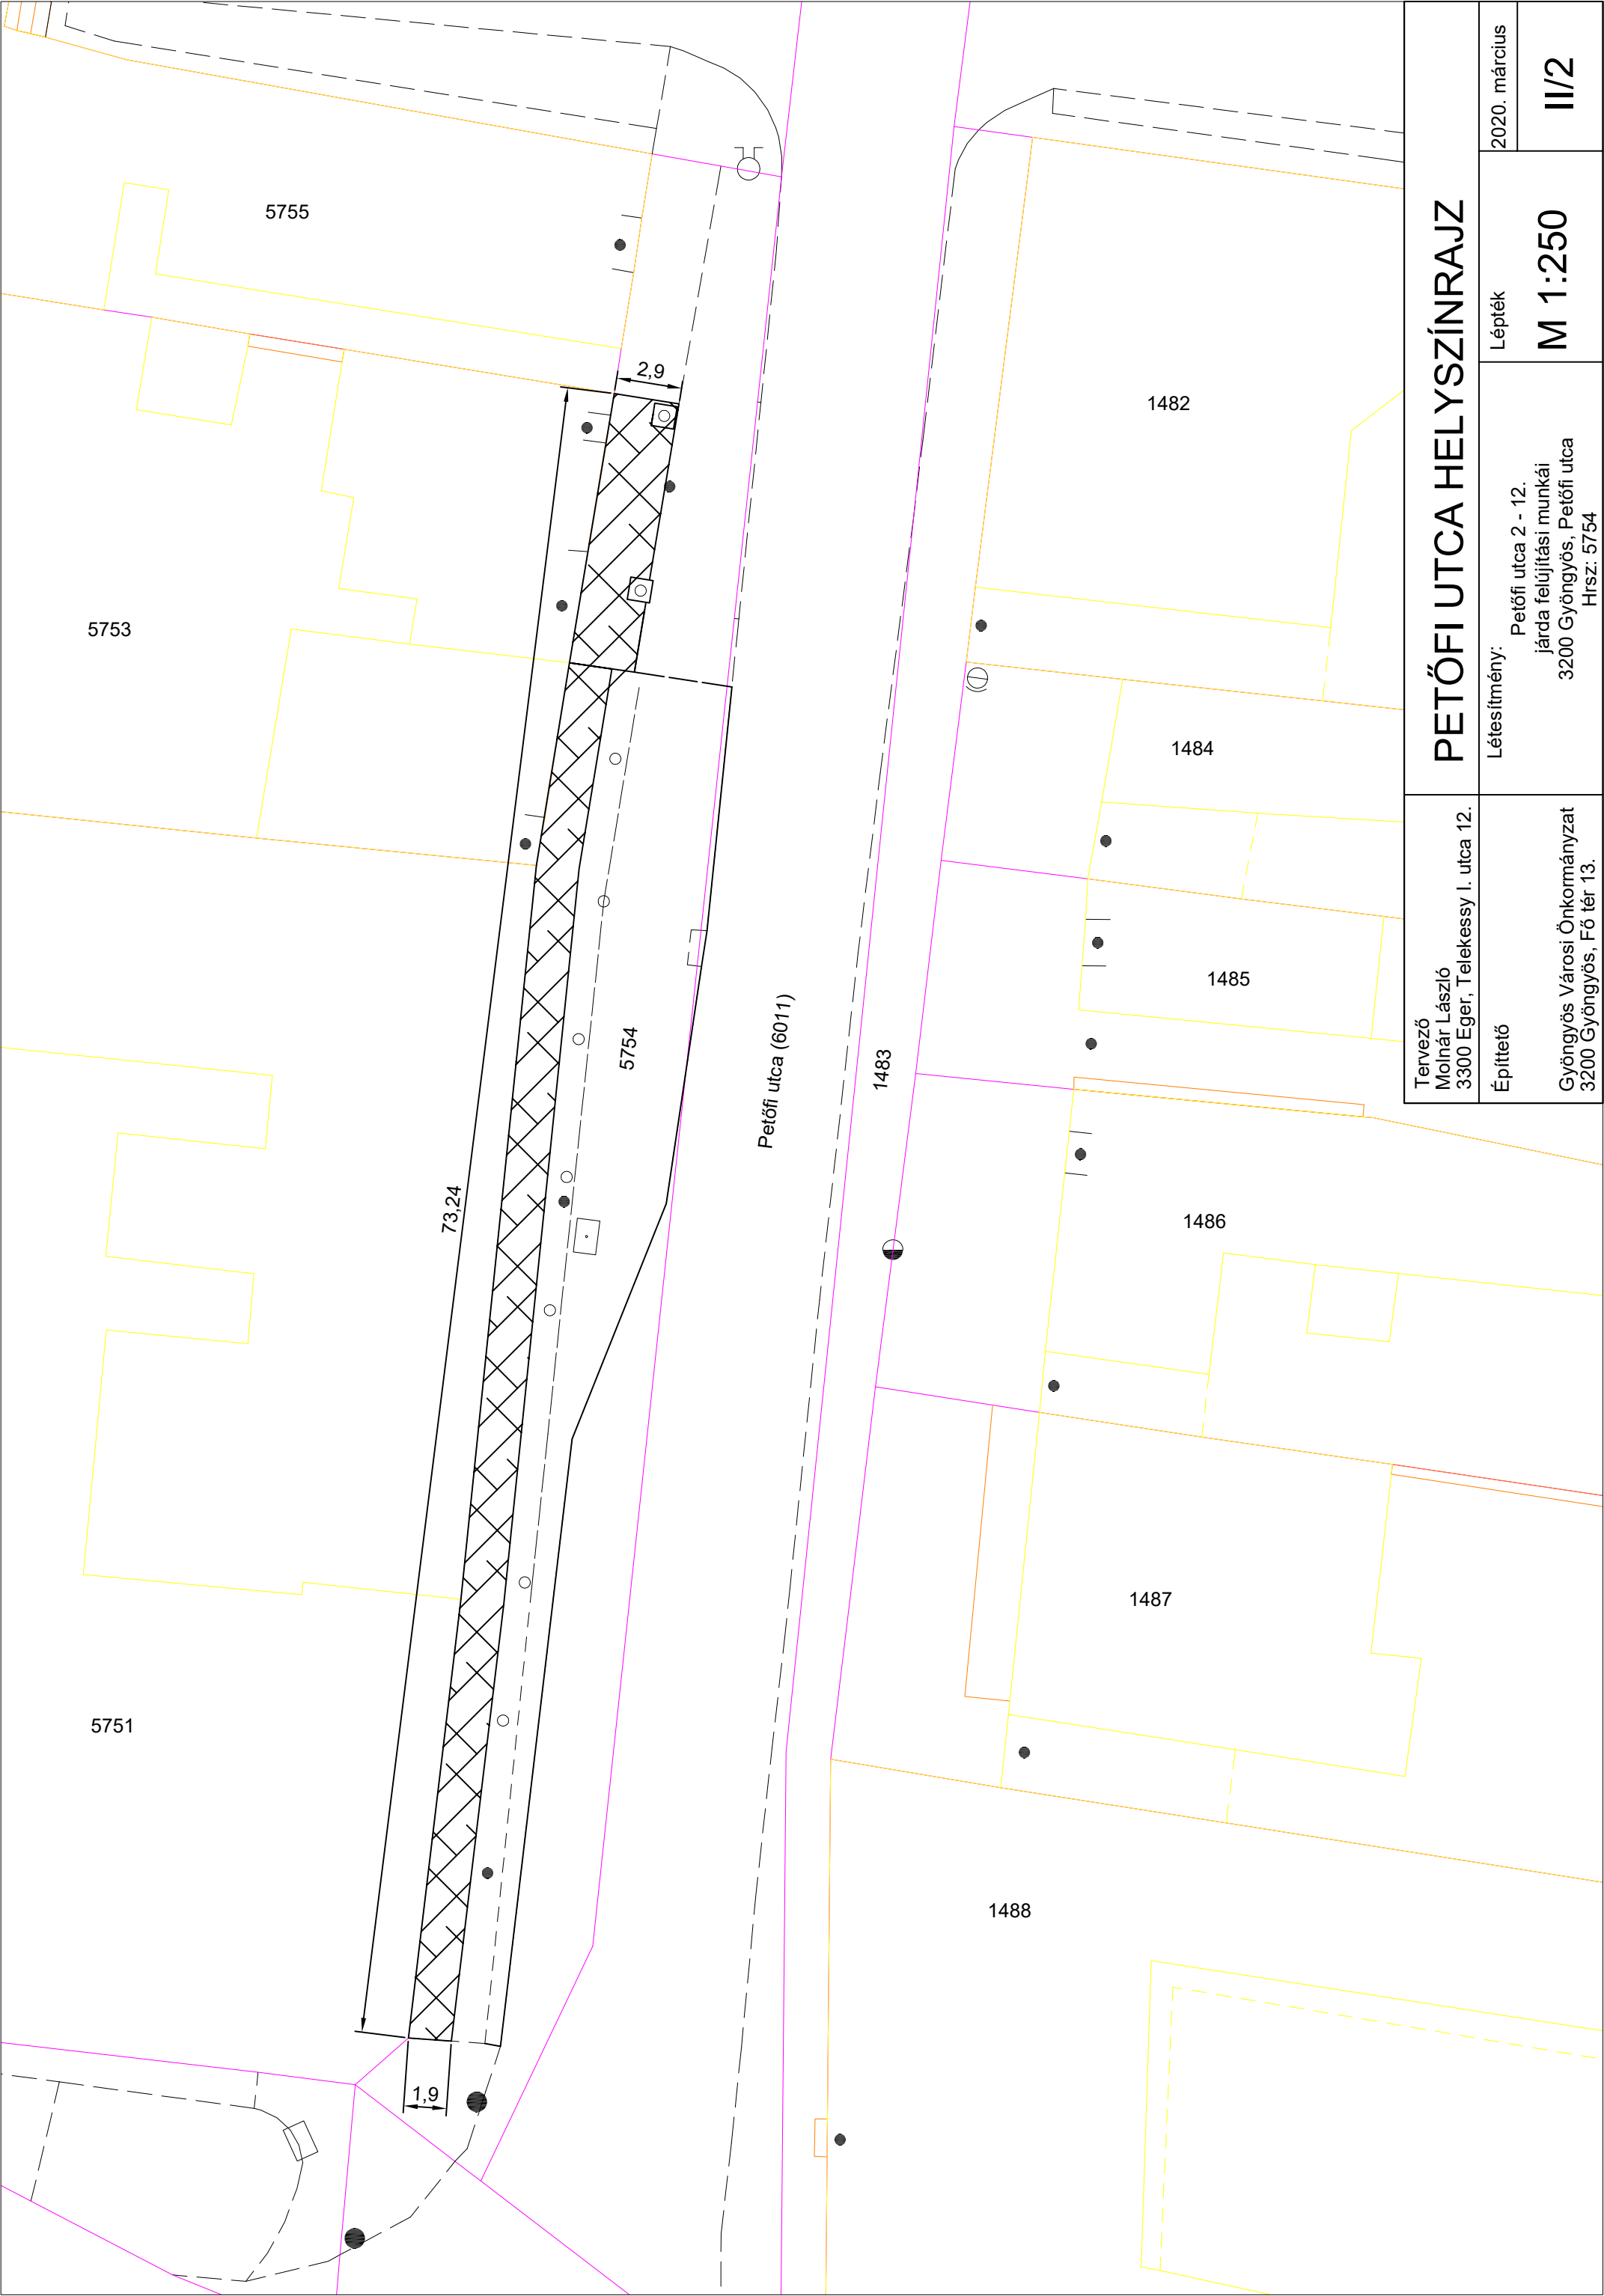 5755
2,9
5753
1482
1484
1485
5754
Petőfi utca (6011)
1483
73,24
1486
1487
5751
1488
1,9
PETŐFI UTCA HELYSZÍNRAJZ
Tervező
Molnár László
3300 Eger, Telekessy I. utca 12.
Építtető
Gyöngyös Városi Önkormányzat
3200 Gyöngyös, Fő tér 13.
Létesítmény:
Petőfi utca 2 - 12.
járda felújítási munkái
3200 Gyöngyös, Petőfi utca
Hrsz: 5754
Lépték
M 1:250
2020. március
II/2